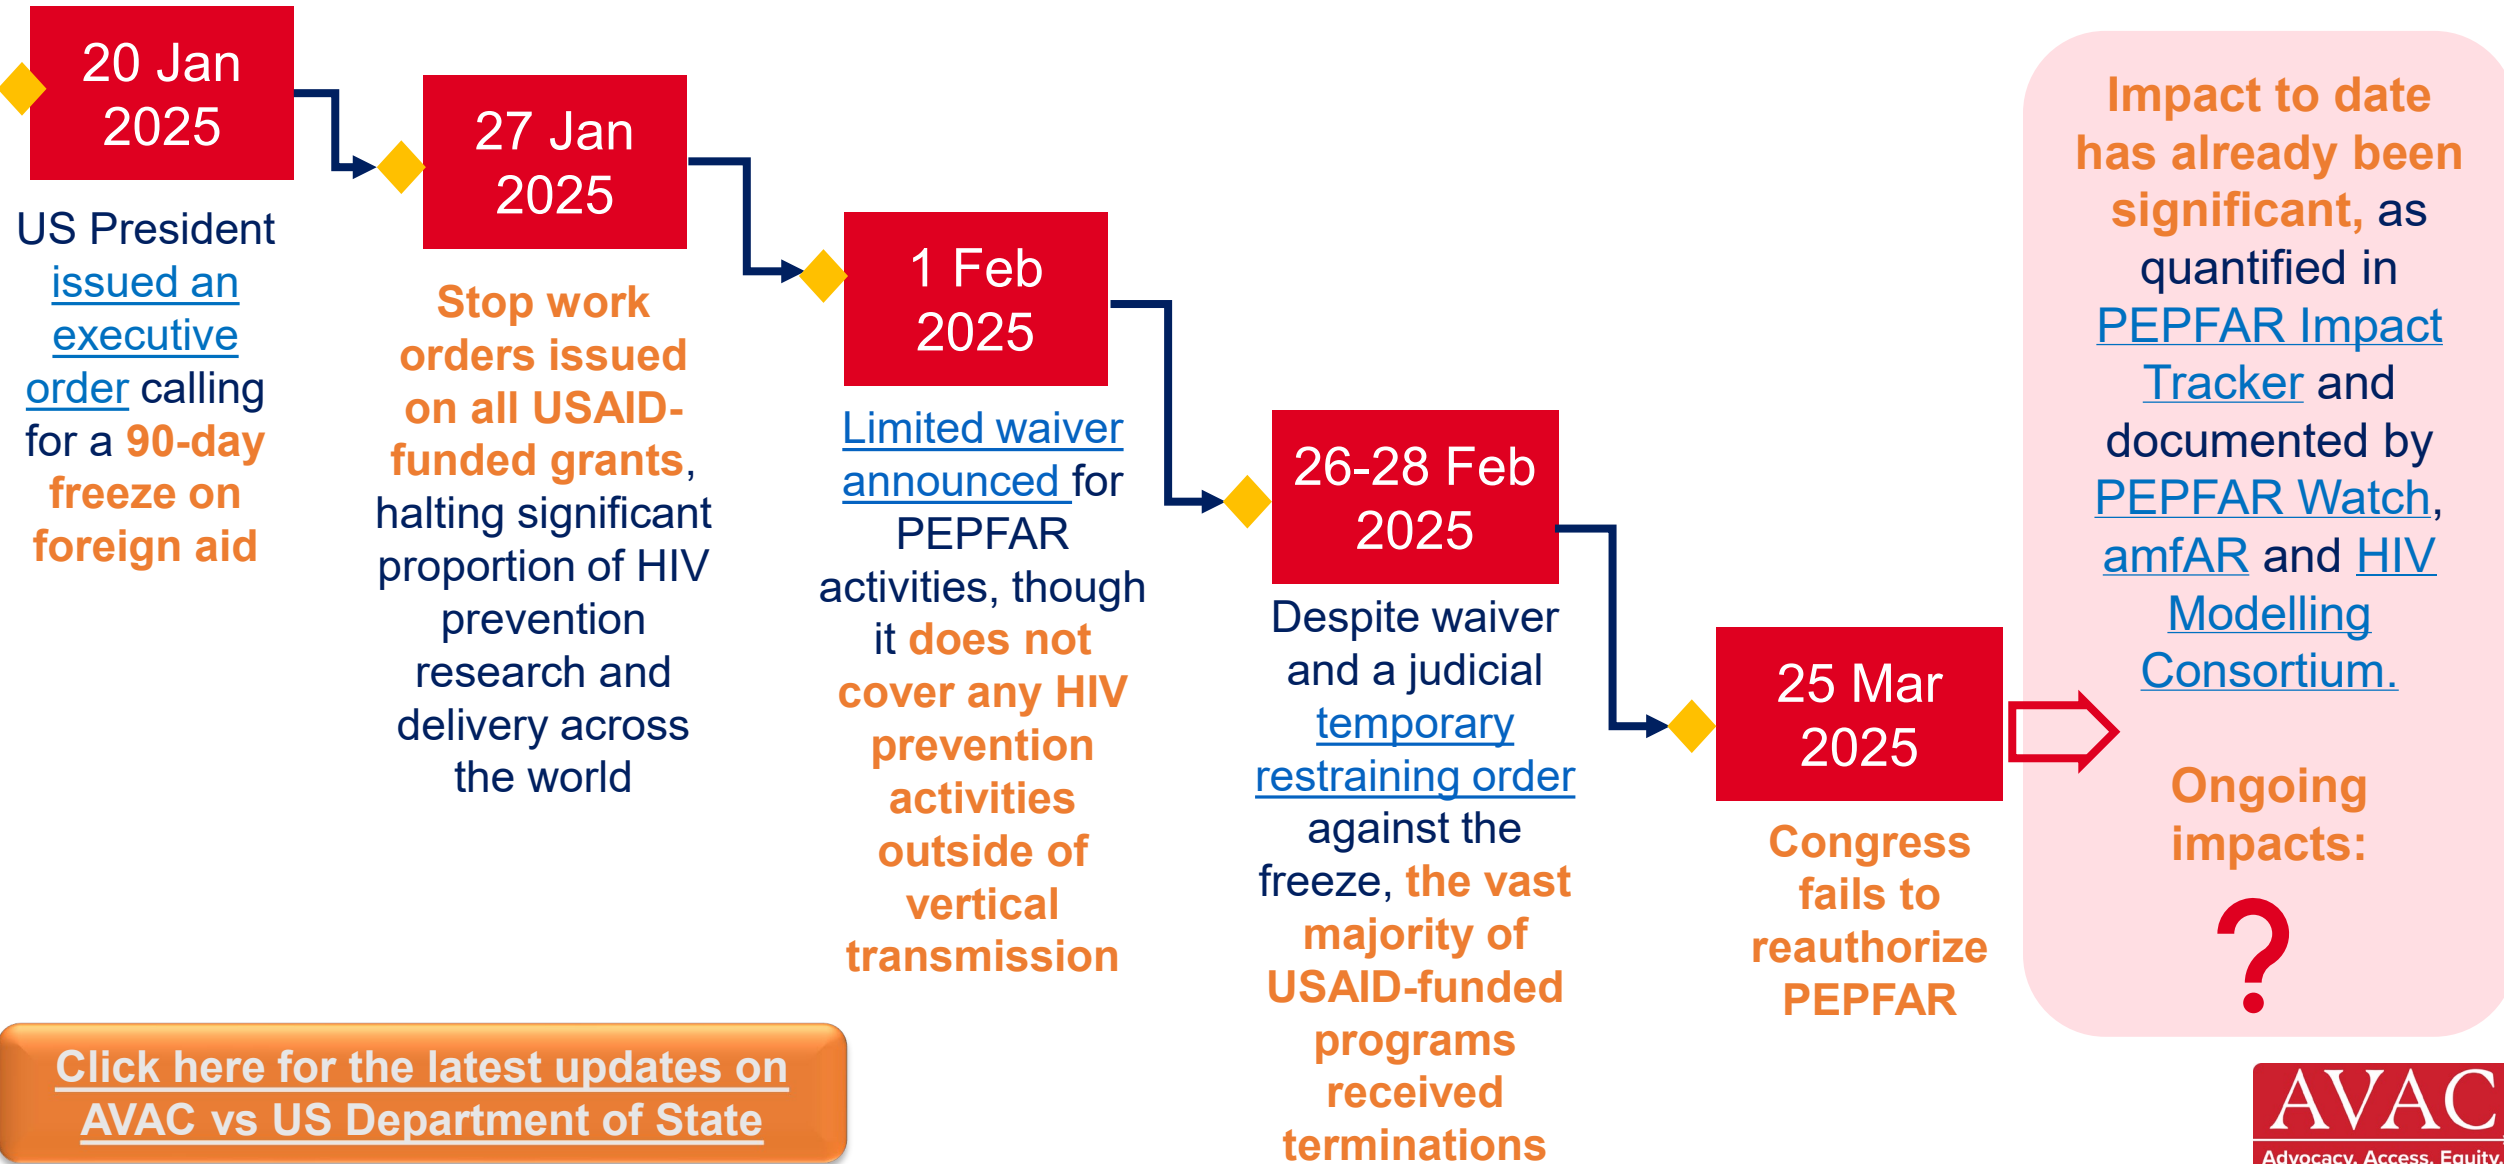 20 Jan
2025
US President
issued an
executive
order calling
for a 90-day
freeze on
foreign aid
27 Jan
2025
Stop work
orders issued
on all USAID-
funded grants,
halting significant
proportion of HIV
prevention
research and
delivery across
the world
1 Feb
2025
Limited waiver
announced for
PEPFAR
activities, though
it does not
cover any HIV
prevention
activities
outside of
vertical
transmission
26-28 Feb
2025
Despite waiver
and a judicial
temporary
restraining order
against the
freeze, the vast
majority of
USAID-funded
programs
received
terminations
25 Mar
2025
Congress
fails to
reauthorize
PEPFAR
Impact to date
has already been
significant, as
quantified in
PEPFAR Impact
Tracker and
documented by
PEPFAR Watch,
amfAR and HIV
Modelling
Consortium.
Ongoing
impacts:
?
Click here for the latest updates on
AVAC vs US Department of State
AVAC
Advocacy. Access. Equity.